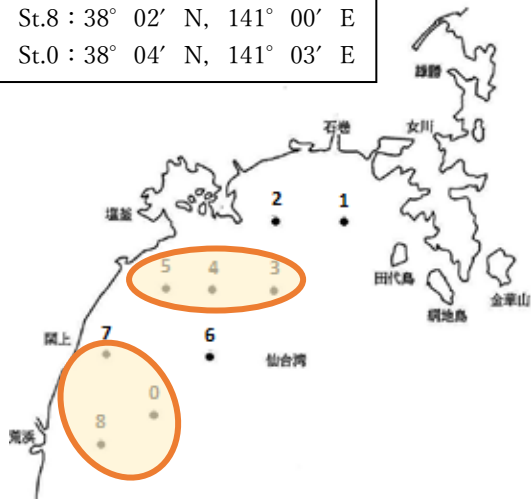 St.8：38° 02′ N, 141° 00′ E
St.0：38° 04′ N, 141° 03′ E
雄勝
石巻
女川
2
1
塩釜
5
4
3
田代島
金華山
網地島
7
6
閖上
仙台湾
0
8
荒浜